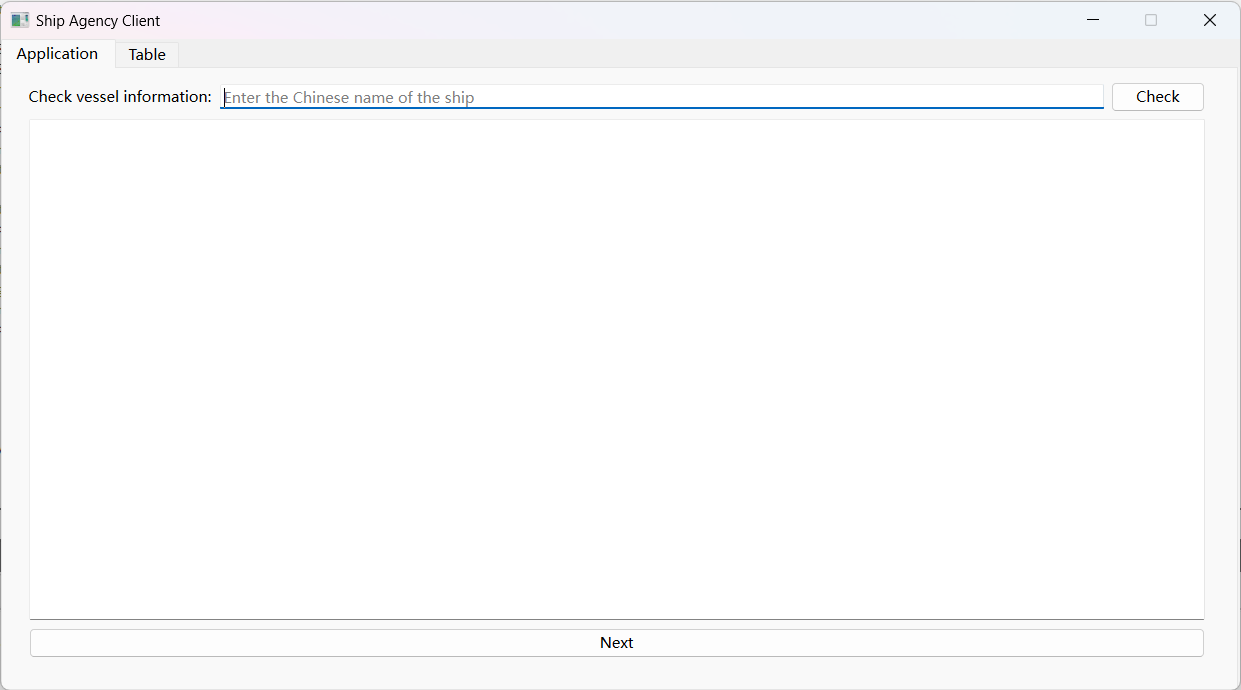 Ship Agency Client
Application Table
Check vessel information: Enter the Chinese name of the ship Check
Next